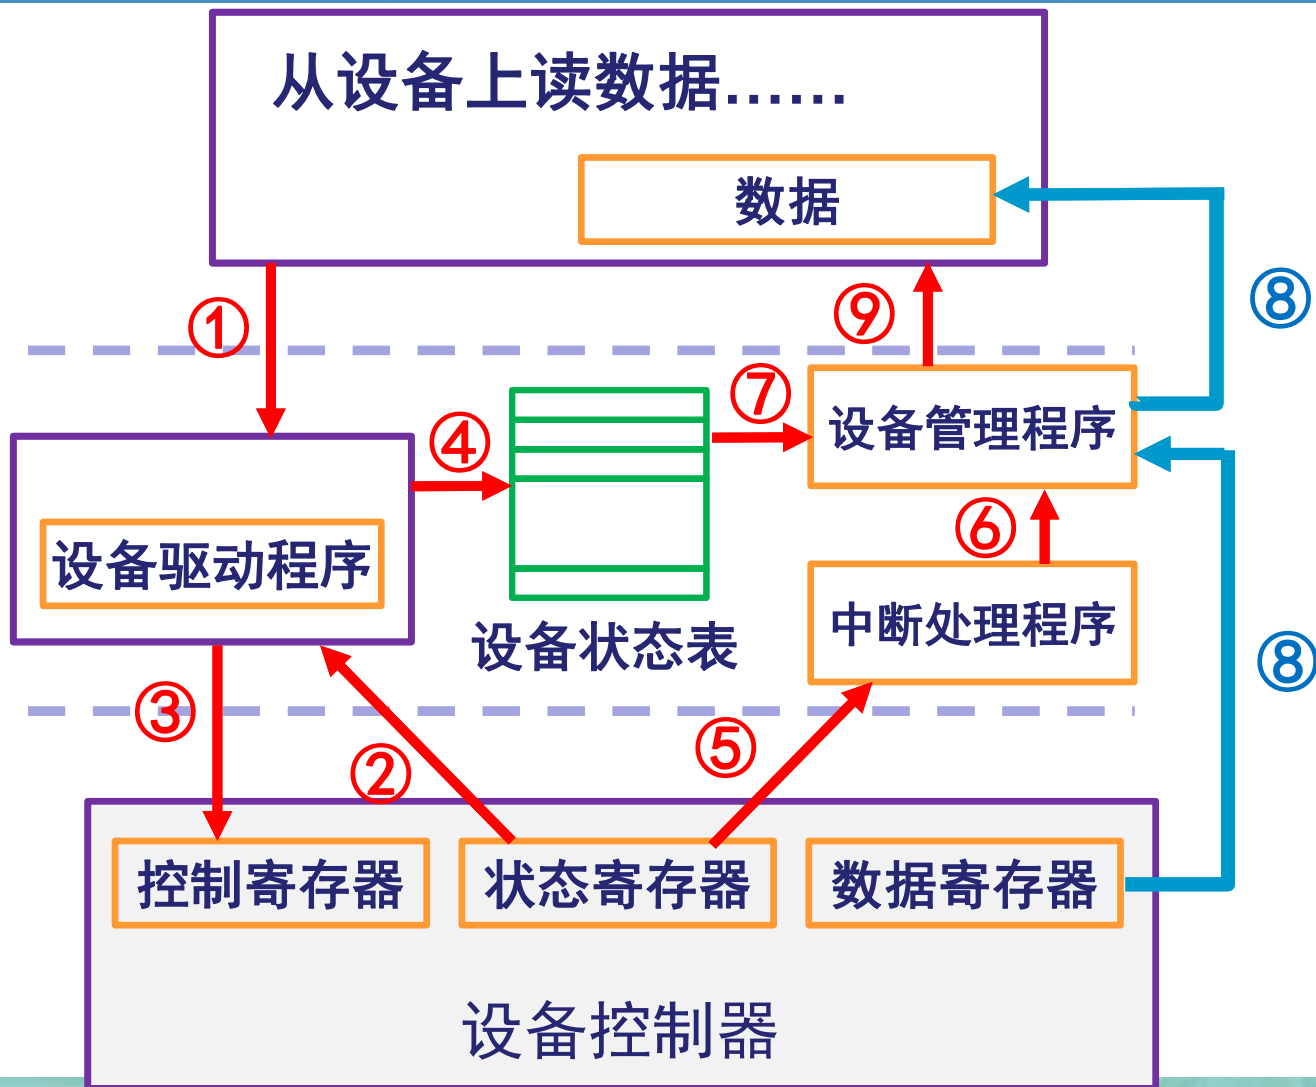 从设备上读数据……
数据
①
⑧
⑨
⑦
④
设备管理程序
⑥
设备驱动程序
中断处理程序
设备状态表
⑧
③
⑤
②
控制寄存器
状态寄存器
数据寄存器
设备控制器